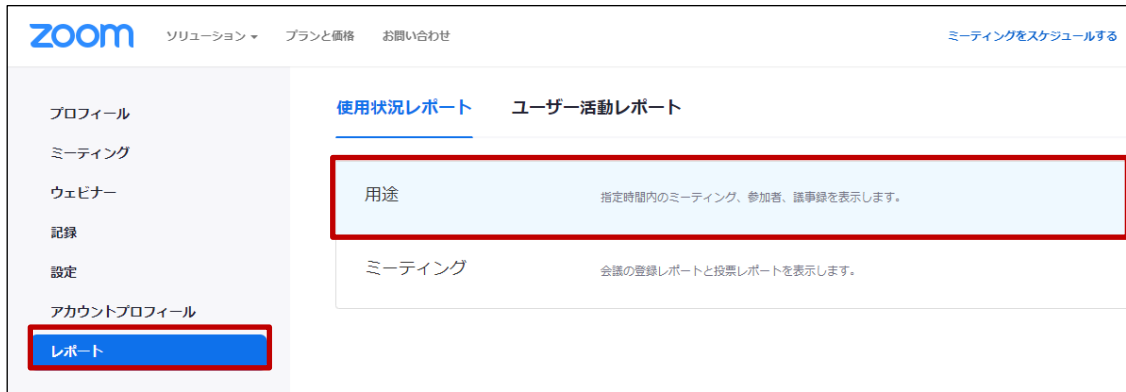 zoom ソリューション プランと価格 お問い合わせ ミーティングをスケジュールする
プロフィール
ミーティング
ウェビナー
記録
設定
アカウントプロフィール
レポート
使用状況レポート ユーザー活動レポート
用途 指定時間内のミーティング、参加者、議事録を表示します。
ミーティング 会議の登録レポートと投票レポートを表示します。